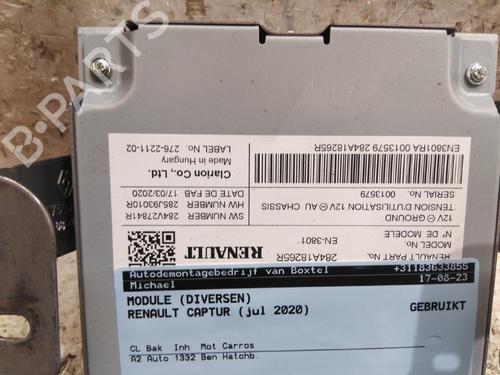 B-PARTS
EN3801RA 0013579 284A18265R
LABEL No. 276-2211-02
Made in Hungary
Clarion Co., Ltd.
SERIAL No. 0013579
DATE DE FAB 17/03/2020
HW NUMBER 286J9310R
SW NUMBER 284V27841R
TENSION D'UTILISATION 12V AU CHASSIS
12V GROUND
N° DE MODELE
MODEL No. EN-3801
RENAULT PART No. 284A18265R
RENAULT
Autodemontagebedrijf van Boxtel +31183633855
Michael 17-08-23
MODULE (DIVERSEN)
RENAULT CAPTUR (jul 2020) GEBRUIKT
CL Bak Inh Mot Carros
A2 Auto 1332 Ben Hatchb.